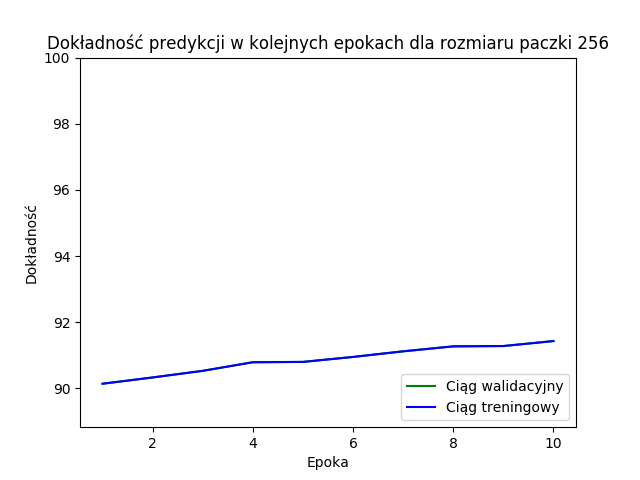 Dokładność predykcji w kolejnych epokach dla rozmiaru paczki 256
100
98
96
94
92
90
Dokładność
2
4
6
8
10
Epoka
Ciąg walidacyjny
Ciąg treningowy